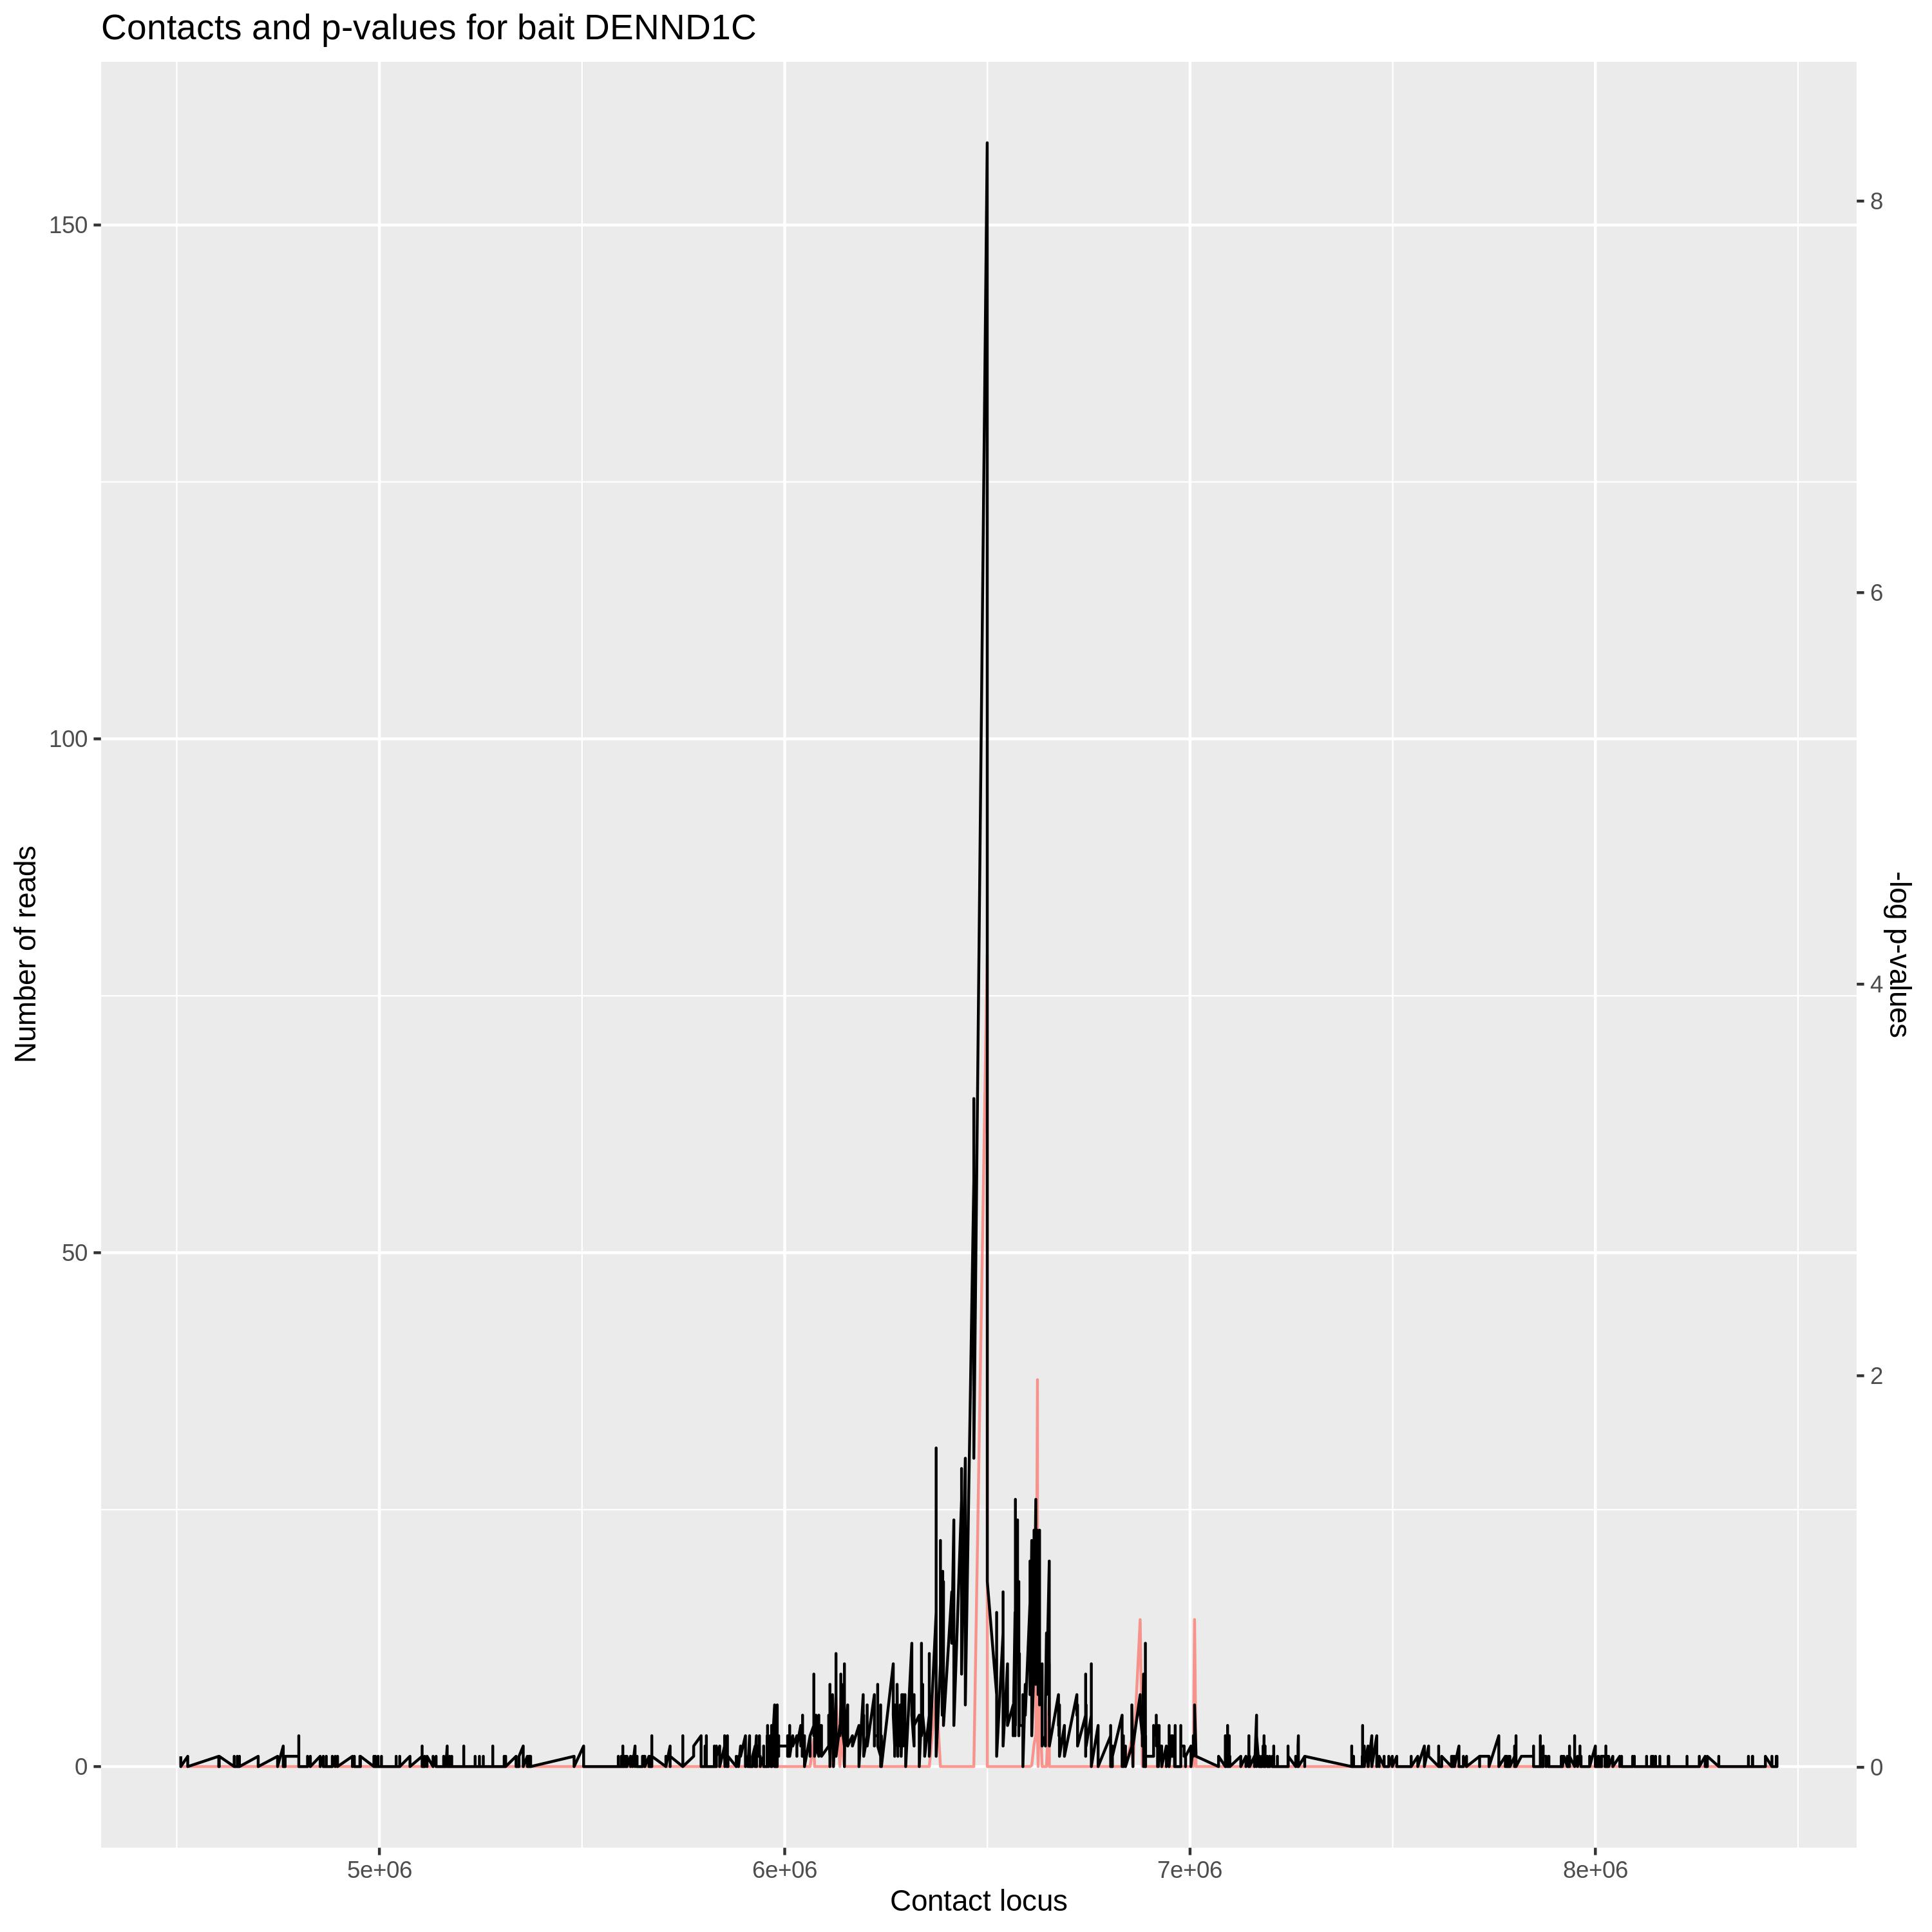 Contacts and p-values for bait DENND1C
150
100
50
0
Number of reads
8
6
4
2
0
-log p-values
5e+06
6e+06
7e+06
8e+06
Contact locus